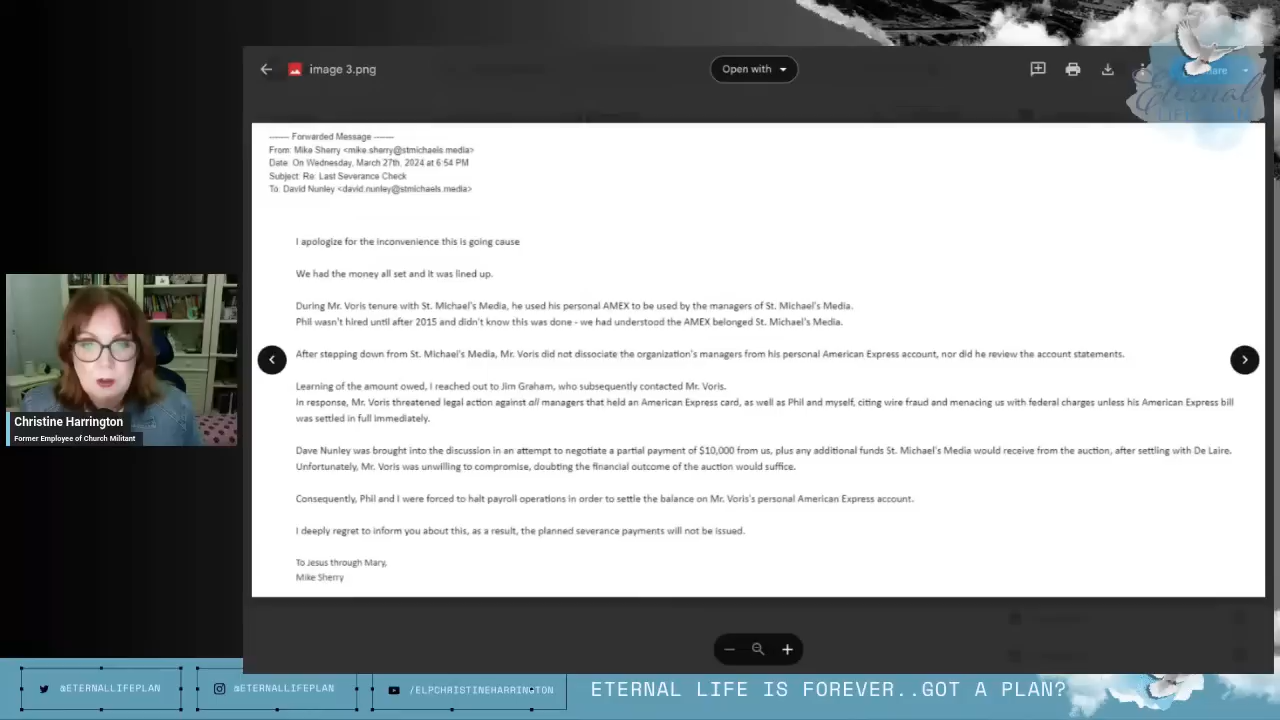 image 3.png
Open with
Share
Eternal
LIFE PLAN
------- Forwarded Message -------
From: Mike Sherry <mike.sherry@stmichaels.media>
Date: On Wednesday, March 27th, 2024 at 6:54 PM
Subject: Re: Last Severance Check
To: David Nunley <david.nunley@stmichaels.media>
I apologize for the inconvenience this is going cause
We had the money all set and it was lined up.
During Mr. Voris tenure with St. Michael's Media, he used his personal AMEX to be used by the managers of St. Michael's Media.
Phil wasn't hired until after 2015 and didn't know this was done - we had understood the AMEX belonged St. Michael's Media.
After stepping down from St. Michael's Media, Mr. Voris did not dissociate the organization's managers from his personal American Express account, nor did he review the account statements.
Learning of the amount owed, I reached out to Jim Graham, who subsequently contacted Mr. Voris.
In response, Mr. Voris threatened legal action against all managers that held an American Express card, as well as Phil and myself, citing wire fraud and menacing us with federal charges unless his American Express bill
was settled in full immediately.
Dave Nunley was brought into the discussion in an attempt to negotiate a partial payment of $10,000 from us, plus any additional funds St. Michael's Media would receive from the auction, after settling with De Laire.
Unfortunately, Mr. Voris was unwilling to compromise, doubting the financial outcome of the auction would suffice.
Consequently, Phil and I were forced to halt payroll operations in order to settle the balance on Mr. Voris's personal American Express account.
I deeply regret to inform you about this, as a result, the planned severance payments will not be issued.
To Jesus through Mary,
Mike Sherry
Christine Harrington
Former Employee of Church Militant
@ETERNALLIFEPLAN
@ETERNALLIFEPLAN
/ELPCHRISTINEHARRINGTON
ETERNAL LIFE IS FOREVER..GOT A PLAN?